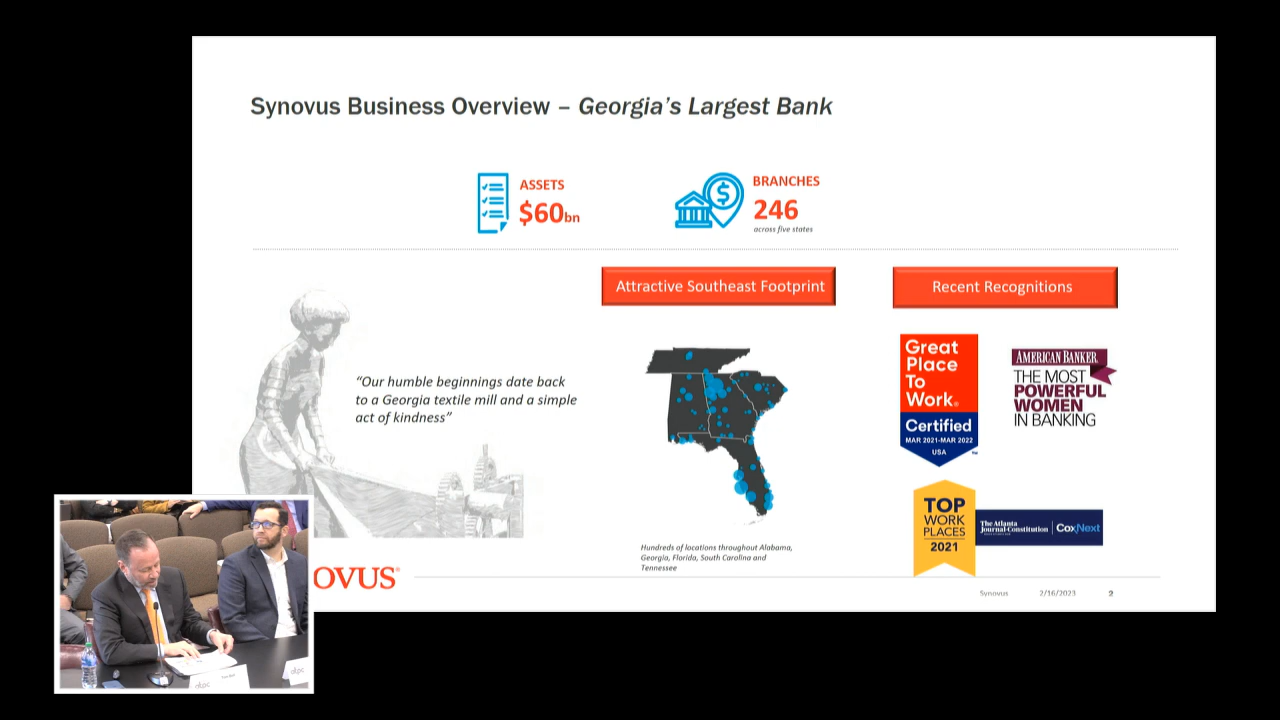 Synovus Business Overview – Georgia's Largest Bank
ASSETS
$60bn
BRANCHES
246
across five states
Attractive Southeast Footprint
Recent Recognitions
"Our humble beginnings date back
to a Georgia textile mill and a simple
act of kindness"
Great
Place
To
Work®
Certified
MAR 2021-MAR 2022
USA
AMERICAN BANKER
THE MOST
POWERFUL
WOMEN
IN BANKING
TOP
WORK
PLACES
2021
The Atlanta
Journal-Constitution
CoxNext
Hundreds of locations throughout Alabama,
Georgia, Florida, South Carolina and
Tennessee
OVUS®
Synovus 2/16/2023 2